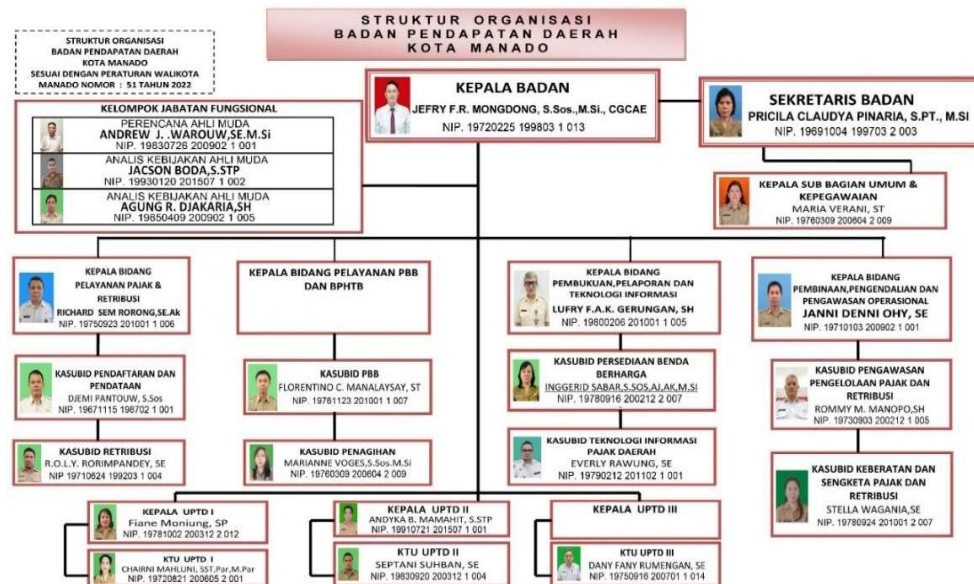 STRUKTUR ORGANISASI
BADAN PENDAPATAN DAERAH
KOTA MANADO
STRUKTUR ORGANISASI
BADAN PENDAPATAN DAERAH
KOTA MANADO
SESUAI DENGAN PERATURAN WALIKOTA
MANADO NOMOR : 51 TAHUN 2022
KEPALA BADAN
JEFRY F.R. MONGDONG, S.Sos.,M.Si., CGCAE
NIP. 19720225 199803 1 013
SEKRETARIS BADAN
PRICILA CLAUDYA PINARIA, S.PT., M.SI
NIP. 19691004 199703 2 003
KELOMPOK JABATAN FUNGSIONAL
PERENCANA AHLI MUDA
ANDREW J. .WAROUW,SE.M.Si
NIP. 19830726 200902 1 001
ANALIS KEBIJAKAN AHLI MUDA
JACSON BODA,S.STP
NIP. 19930120 201507 1 002
ANALIS KEBIJAKAN AHLI MUDA
AGUNG R. DJAKARIA,SH
NIP. 19850409 200902 1 005
KEPALA SUB BAGIAN UMUM &
KEPEGAWAIAN
MARIA VERANI, ST
NIP. 19760309 200604 2 009
KEPALA BIDANG
PELAYANAN PAJAK &
RETRIBUSI
RICHARD SEM RORONG,SE.Ak
NIP. 19750923 201001 1 006
KEPALA BIDANG PELAYANAN PBB
DAN BPHTB
KEPALA BIDANG
PEMBUKUAN,PELAPORAN
DAN
TEKNOLOGI INFORMASI
LUFRY F.A.K. GERUNGAN, SH
NIP. 19800206 201001 1 005
KEPALA BIDANG
PEMBINAAN,PENGENDALIAN DAN
PENGAWASAN OPERASIONAL
JANNI DENNI OHY, SE
NIP. 19710103 200902 1 001
KASUBID PENDAFTARAN DAN
PENDATAAN
DJEMI PANTOUW, S.Sos
NIP. 19671115 198702 1 001
KASUBID PBB
FLORENTINO C. MANALAYSAY, ST
NIP. 19761123 201001 1 007
KASUBID PERSEDIAAN BENDA
BERHARGA
INGGERID SABAR,S.SOS,AJ,AK,M.Si
NIP. 19780916 200212 2 007
KASUBID PENGAWASAN
PENGELOLAAN PAJAK DAN
RETRIBUSI
ROMMY M. MANOPO,SH
NIP. 19730903 200212 1 005
KASUBID RETRIBUSI
R.O.L.Y. RORIMPANDEY, SE
NIP 19710624 199203 1 004
KASUBID PENAGIHAN
MARIANNE VOGES,S.Sos.M.Si
NIP. 19760309 200604 2 009
KASUBID TEKNOLOGI INFORMASI
PAJAK DAERAH
EVERLY RAWUNG, SE
NIP. 19790212 201102 1 001
KASUBID KEBERATAN DAN
SENGKETA PAJAK DAN
RETRIBUSI
STELLA WAGANIA,SE
NIP. 19780924 201001 2 007
KEPALA UPTD I
Fiane Moniung, SP
NIP. 19781002 200312 2 012
KEPALA UPTD II
ANDYKA B. MAMAHIT, S.STP
NIP. 19910721 201507 1 001
KEPALA UPTD III
KTU UPTD I
CHAIRNI MAHLUNI, SST.Par,M.Par
NIP. 19720821 200605 2 001
KTU UPTD II
SEPTANI SUHBAN, SE
NIP. 19830920 200312 1 004
KTU UPTD III
DANY FANY RUMENGAN, SE
NIP. 19750916 200701 1 014